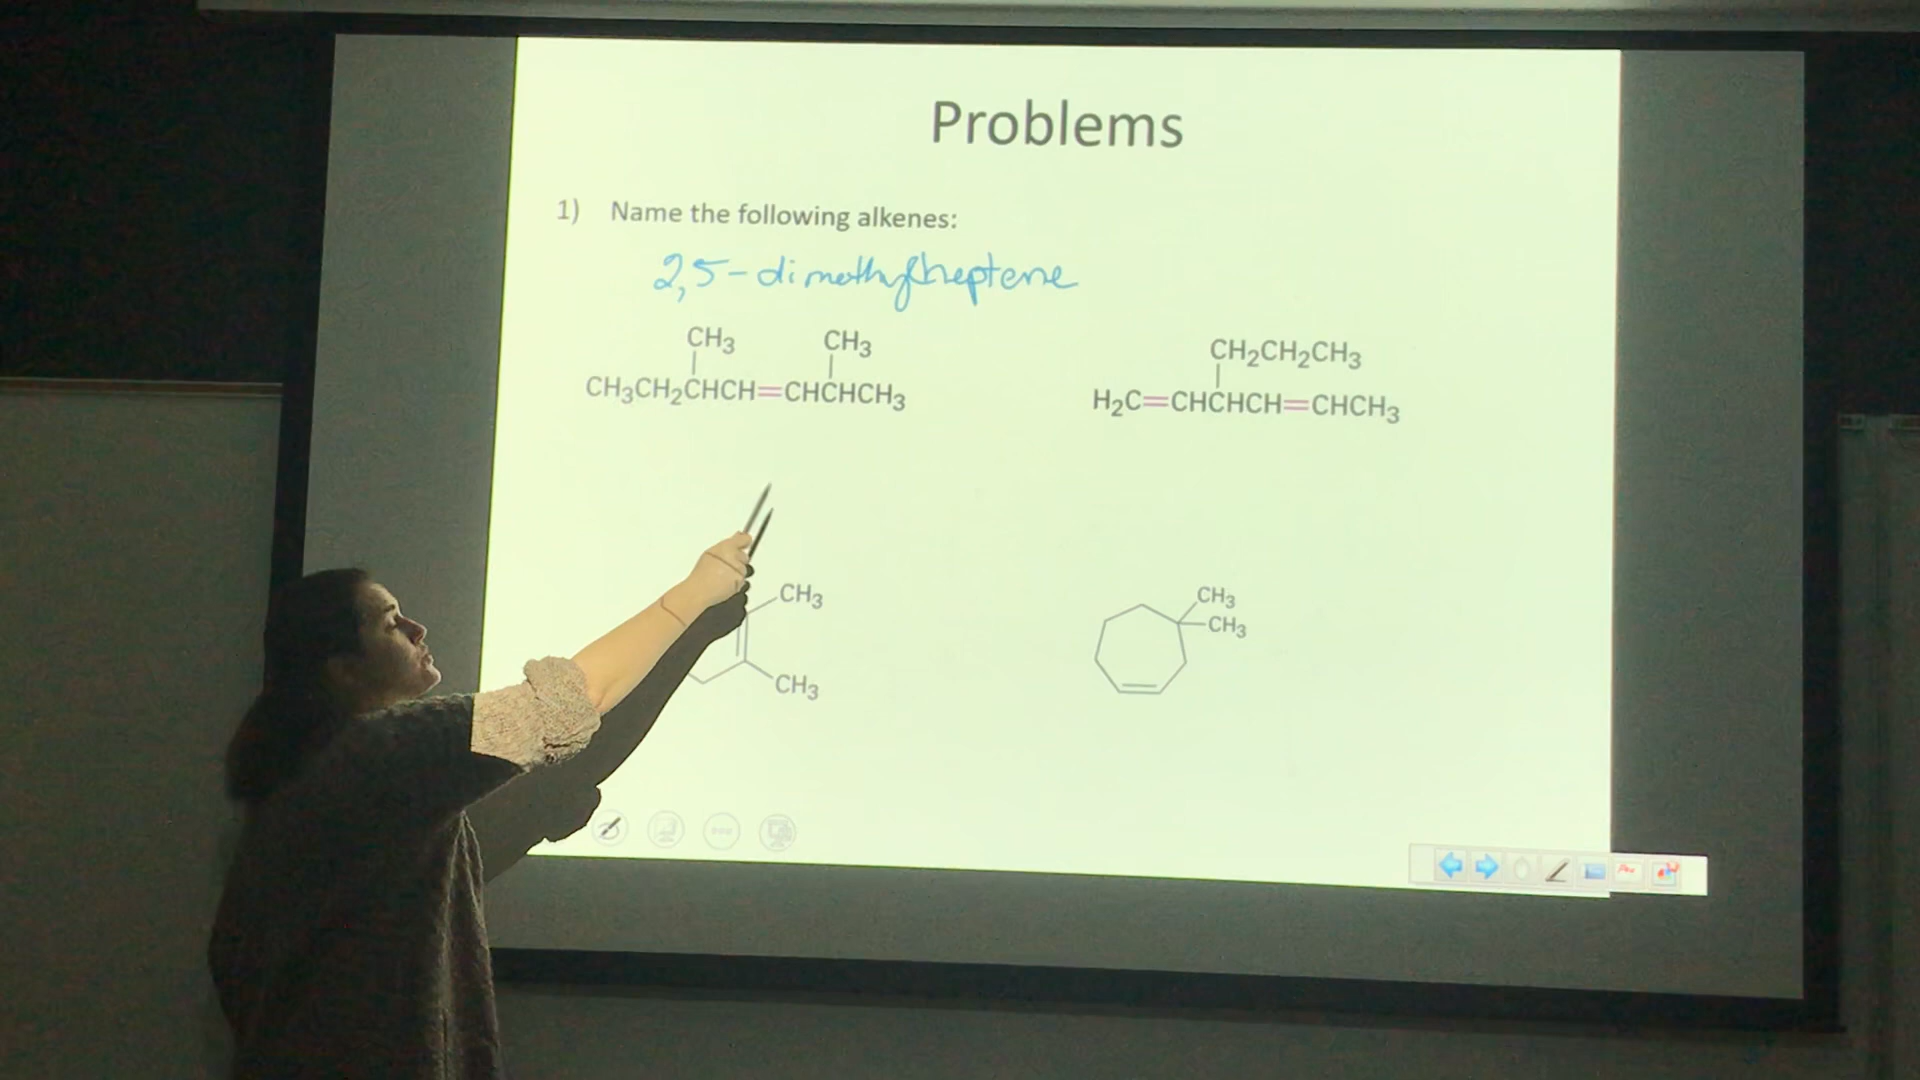 Problems
1) Name the following alkenes:
2,5-dimethylheptene
CH3 CH3
CH3CH2CHCH=CHCHCH3
CH2CH2CH3
H2C=CHCHCH=CHCH3
CH3
CH3
CH3
CH3